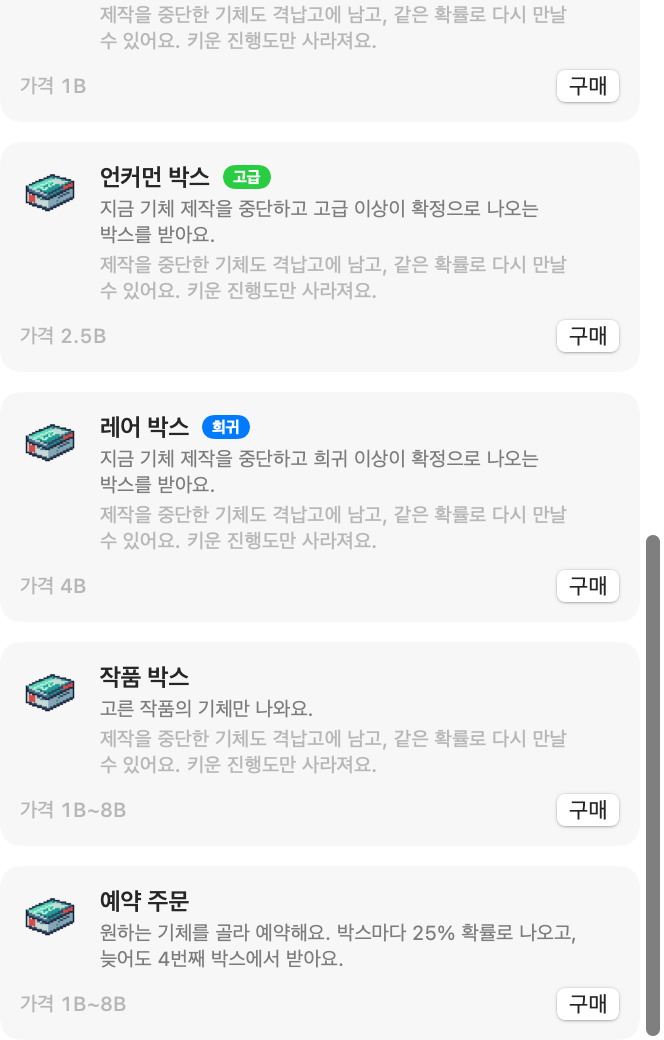 제작을 중단한 기체도 격납고에 남고, 같은 확률로 다시 만날
수 있어요. 키운 진행도만 사라져요.
가격 1B
구매
언커먼 박스 고급
지금 기체 제작을 중단하고 고급 이상이 확정으로 나오는
박스를 받아요.
제작을 중단한 기체도 격납고에 남고, 같은 확률로 다시 만날
수 있어요. 키운 진행도만 사라져요.
가격 2.5B
구매
레어 박스 희귀
지금 기체 제작을 중단하고 희귀 이상이 확정으로 나오는
박스를 받아요.
제작을 중단한 기체도 격납고에 남고, 같은 확률로 다시 만날
수 있어요. 키운 진행도만 사라져요.
가격 4B
구매
작품 박스
고른 작품의 기체만 나와요.
제작을 중단한 기체도 격납고에 남고, 같은 확률로 다시 만날
수 있어요. 키운 진행도만 사라져요.
가격 1B~8B
구매
예약 주문
원하는 기체를 골라 예약해요. 박스마다 25% 확률로 나오고,
늦어도 4번째 박스에서 받아요.
가격 1B~8B
구매